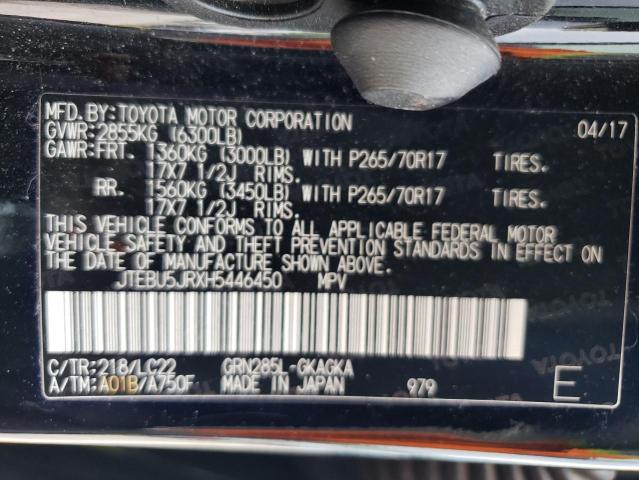 MFD.BY:TOYOTA MOTOR CORPORATION 04/17
GVWR:2855KG (6300LB)
GAWR:FRT. 1360KG (3000LB) WITH P265/70R17 TIRES.
17X7 1/2J RIMS.
RR. 1560KG (3450LB) WITH P265/70R17 TIRES.
17X7 1/2J RIMS.
THIS VEHICLE CONFORMS TO ALL APPLICABLE FEDERAL MOTOR
VEHICLE SAFETY AND THEFT PREVENTION STANDARDS IN EFFECT ON
THE DATE OF MANUFACTURE SHOWN ABOVE.
JTEBU5JRXH5446450 MPV
C/TR:218/LC22 GRN285L-GKAGKA
A/TM:A01B/A750F MADE IN JAPAN 979 E